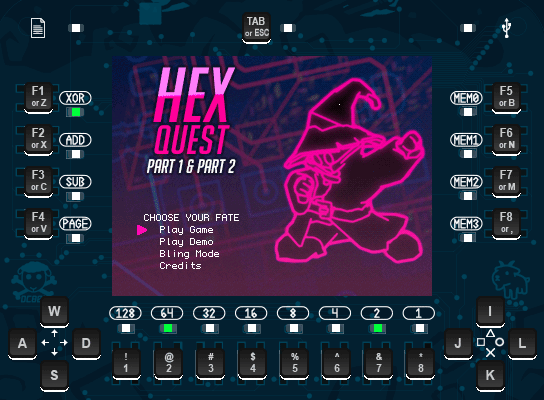 TAB
or ESC
HEX
QUEST
PART 1 & PART 2
CHOOSE YOUR FATE
Play Game
Play Demo
Bling Mode
Credits
F1
or Z
XOR
F2
or X
ADD
F3
or C
SUB
F4
or V
PAGE
MEM0
F5
or B
MEM1
F6
or N
MEM2
F7
or M
MEM3
F8
or ,
W
A
D
S
128
64
32
16
8
4
2
1
!
1
@
2
#
3
$
4
%
5
^
6
&
7
*
8
I
J
L
K